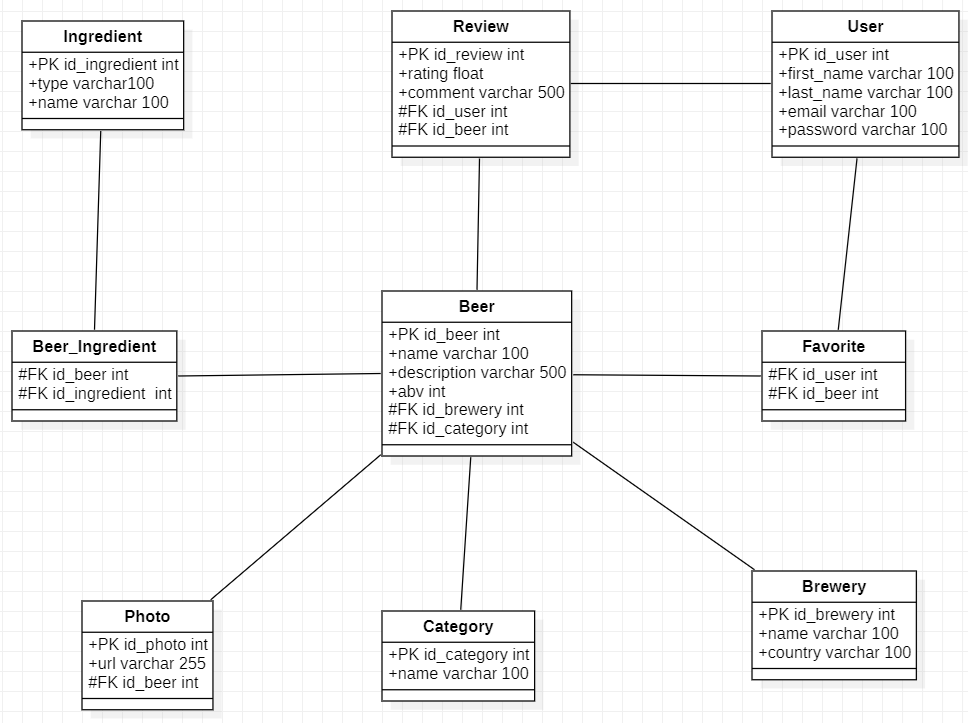 Ingredient
+PK id_ingredient int
+type varchar100
+name varchar 100
Review
+PK id_review int
+rating float
+comment varchar 500
#FK id_user int
#FK id_beer int
User
+PK id_user int
+first_name varchar 100
+last_name varchar 100
+email varchar 100
+password varchar 100
Beer_Ingredient
#FK id_beer int
#FK id_ingredient  int
Beer
+PK id_beer int
+name varchar 100
+description varchar 500
+abv int
#FK id_brewery int
#FK id_category int
Favorite
#FK id_user int
#FK id_beer int
Photo
+PK id_photo int
+url varchar 255
#FK id_beer int
Category
+PK id_category int
+name varchar 100
Brewery
+PK id_brewery int
+name varchar 100
+country varchar 100